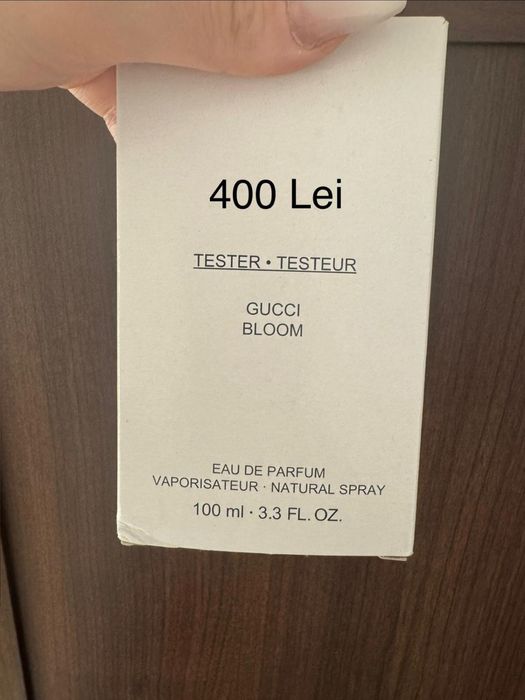 400 Lei
TESTER • TESTEUR
GUCCI
BLOOM
EAU DE PARFUM
VAPORISATEUR · NATURAL SPRAY
100 ml · 3.3 FL. OZ.